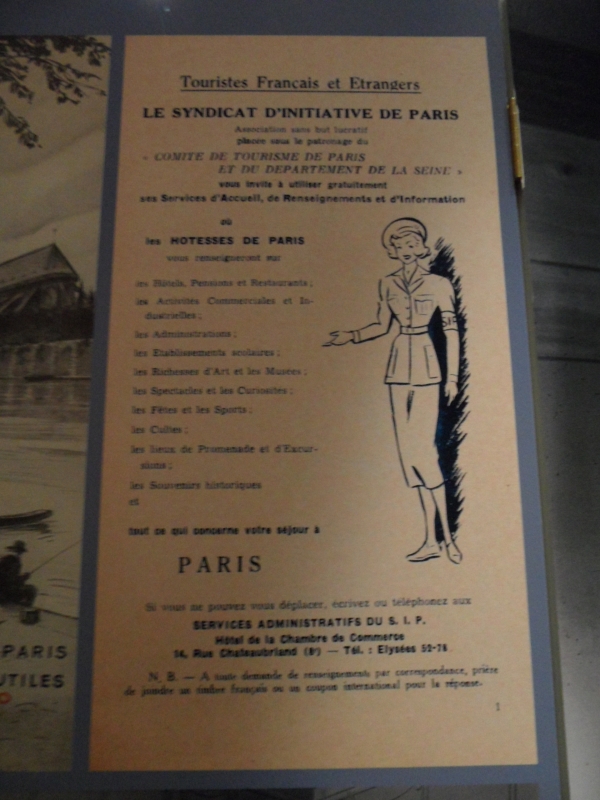 Touristes Français et Etrangers
LE SYNDICAT D'INITIATIVE DE PARIS
Association sans but lucratif
placée sous le patronage du
« COMITE DE TOURISME DE PARIS
ET DU DEPARTEMENT DE LA SEINE »
vous invite à utiliser gratuitement
ses Services d'Accueil, de Renseignements et d'Information
où
les HOTESSES DE PARIS
vous renseigneront sur
les Hôtels, Pensions et Restaurants ;
les Activités Commerciales et In-
dustrielles ;
les Administrations ;
les Etablissements scolaires ;
les Richesses d'Art et les Musées ;
les Spectacles et les Curiosités ;
les Fêtes et les Sports ;
les Cultes ;
les lieux de Promenade et d'Excur-
sions ;
les Souvenirs historiques
et
tout ce qui concerne votre séjour à
PARIS
SIP
Si vous ne pouvez vous déplacer, écrivez ou téléphonez aux
SERVICES ADMINISTRATIFS DU S. I. P.
Hôtel de la Chambre de Commerce
14, Rue Chateaubriand (8e) — Tél. : Elysées 52-78
N. B. — A toute demande de renseignements par correspondance, prière
de joindre un timbre français ou un coupon international pour la réponse.
1
PARIS
UTILES